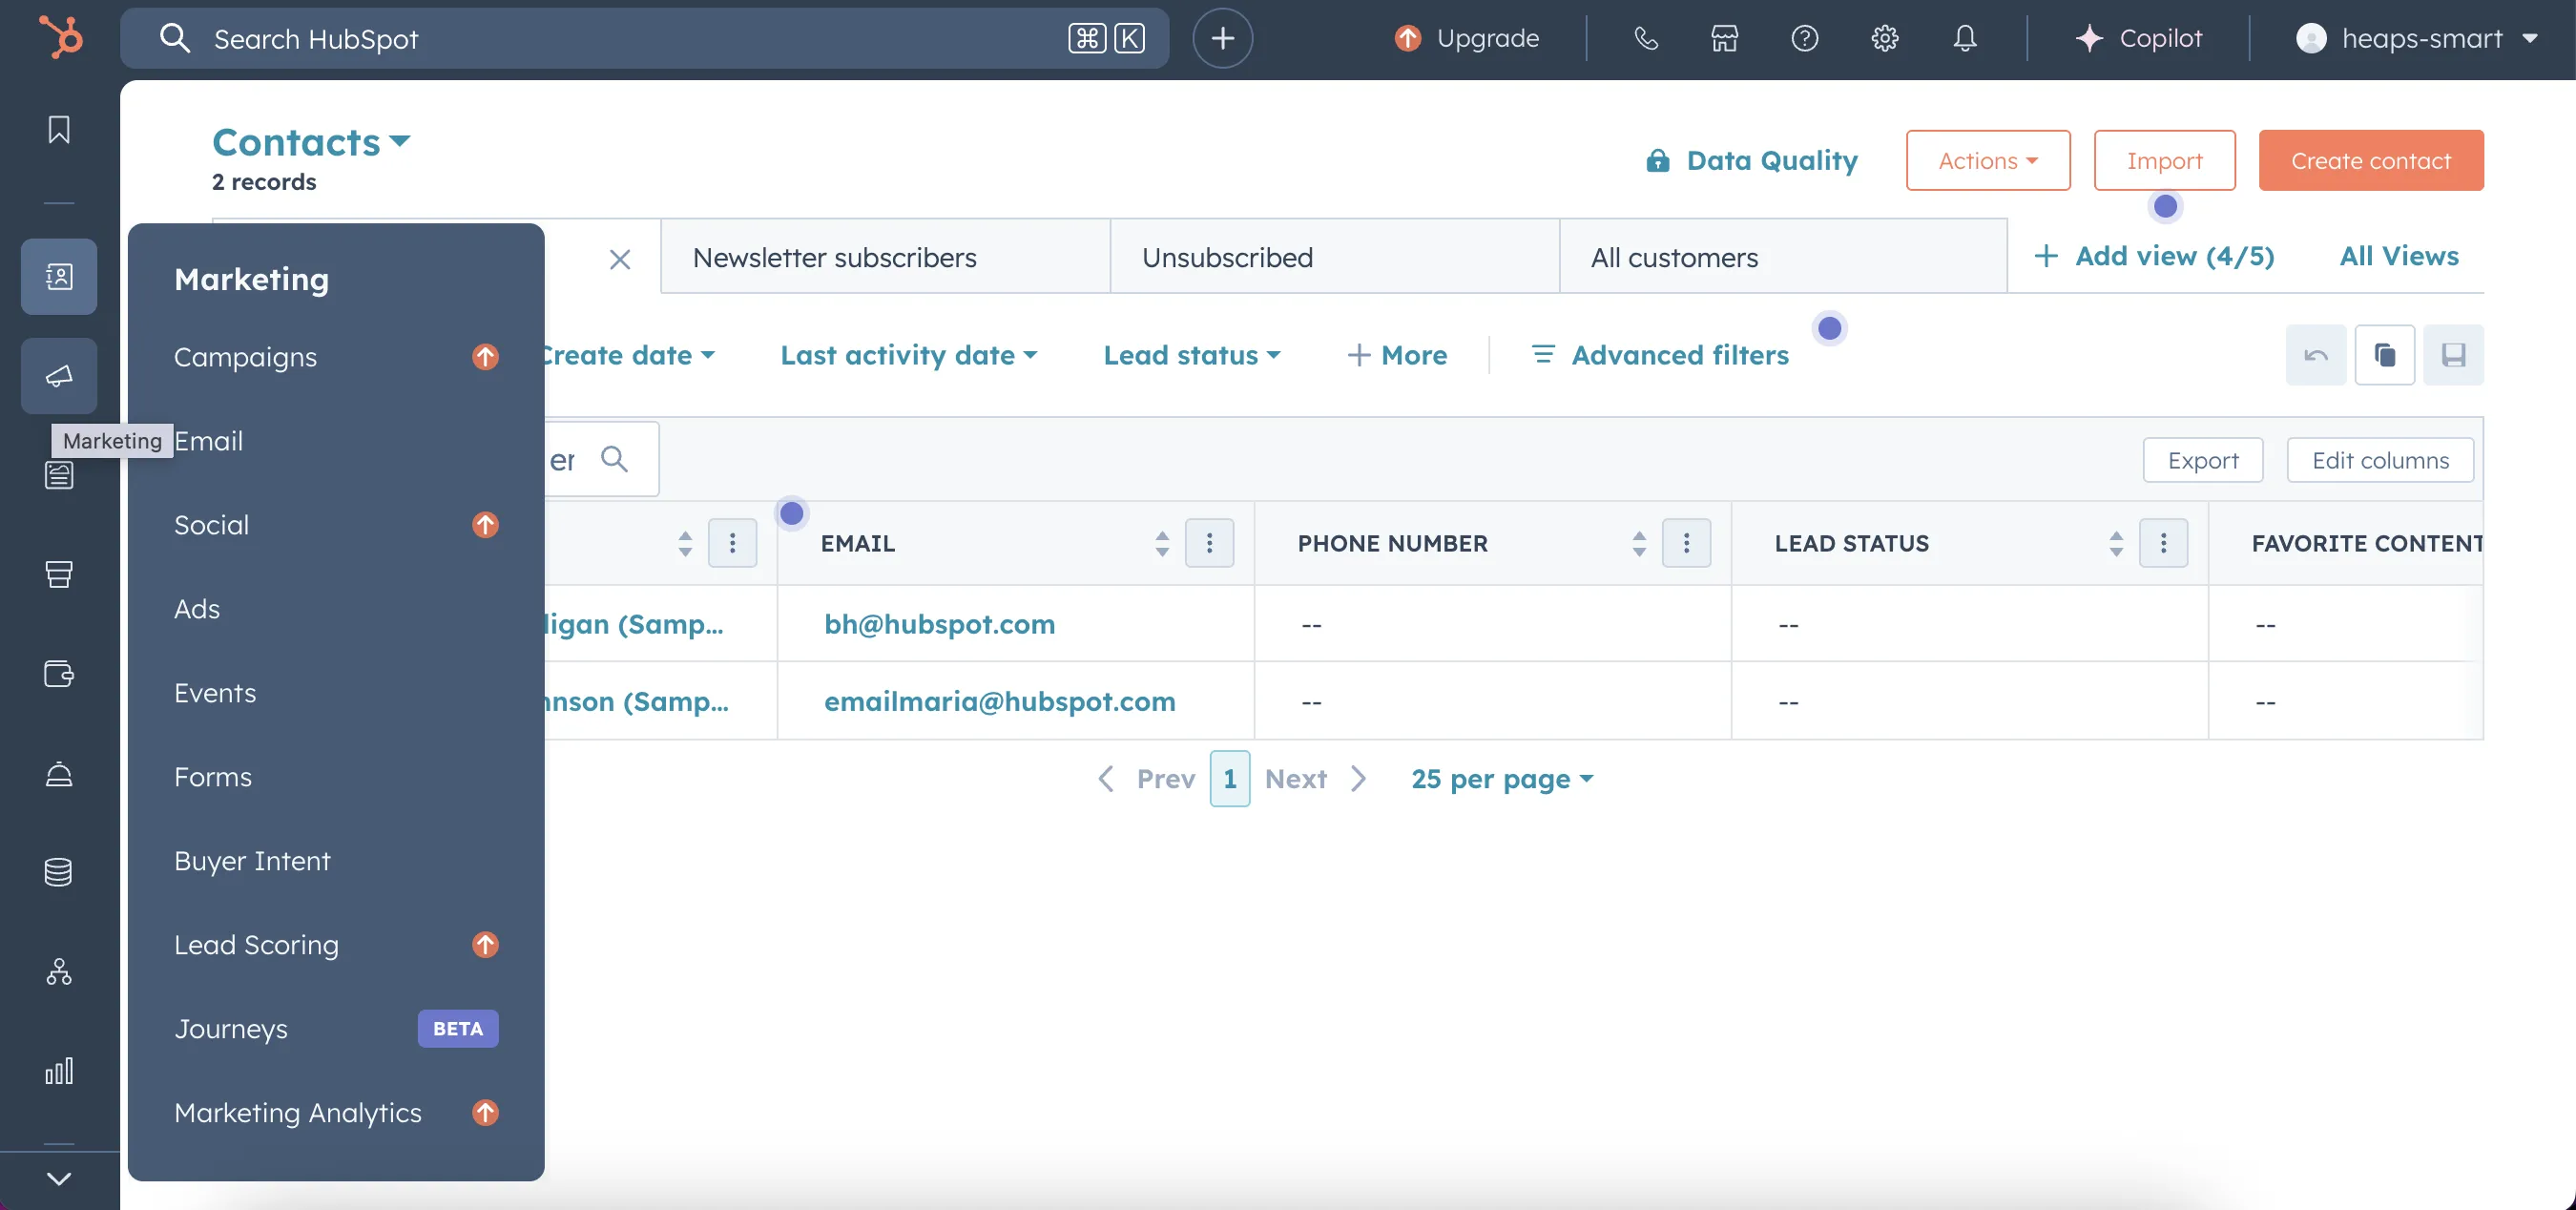 Search HubSpot ⌘ K
Upgrade
Copilot
heaps-smart
Contacts
2 records
Data Quality
Actions
Import
Create contact
Newsletter subscribers
Unsubscribed
All customers
+ Add view (4/5)
All Views
Create date
Last activity date
Lead status
+ More
Advanced filters
Marketing
Campaigns
Email
Social
Ads
Events
Forms
Buyer Intent
Lead Scoring
Journeys BETA
Marketing Analytics
Marketing
er
Export
Edit columns
EMAIL
PHONE NUMBER
LEAD STATUS
FAVORITE CONTENT
ligan (Samp...
bh@hubspot.com
--
--
--
nnson (Samp...
emailmaria@hubspot.com
--
--
--
Prev 1 Next
25 per page